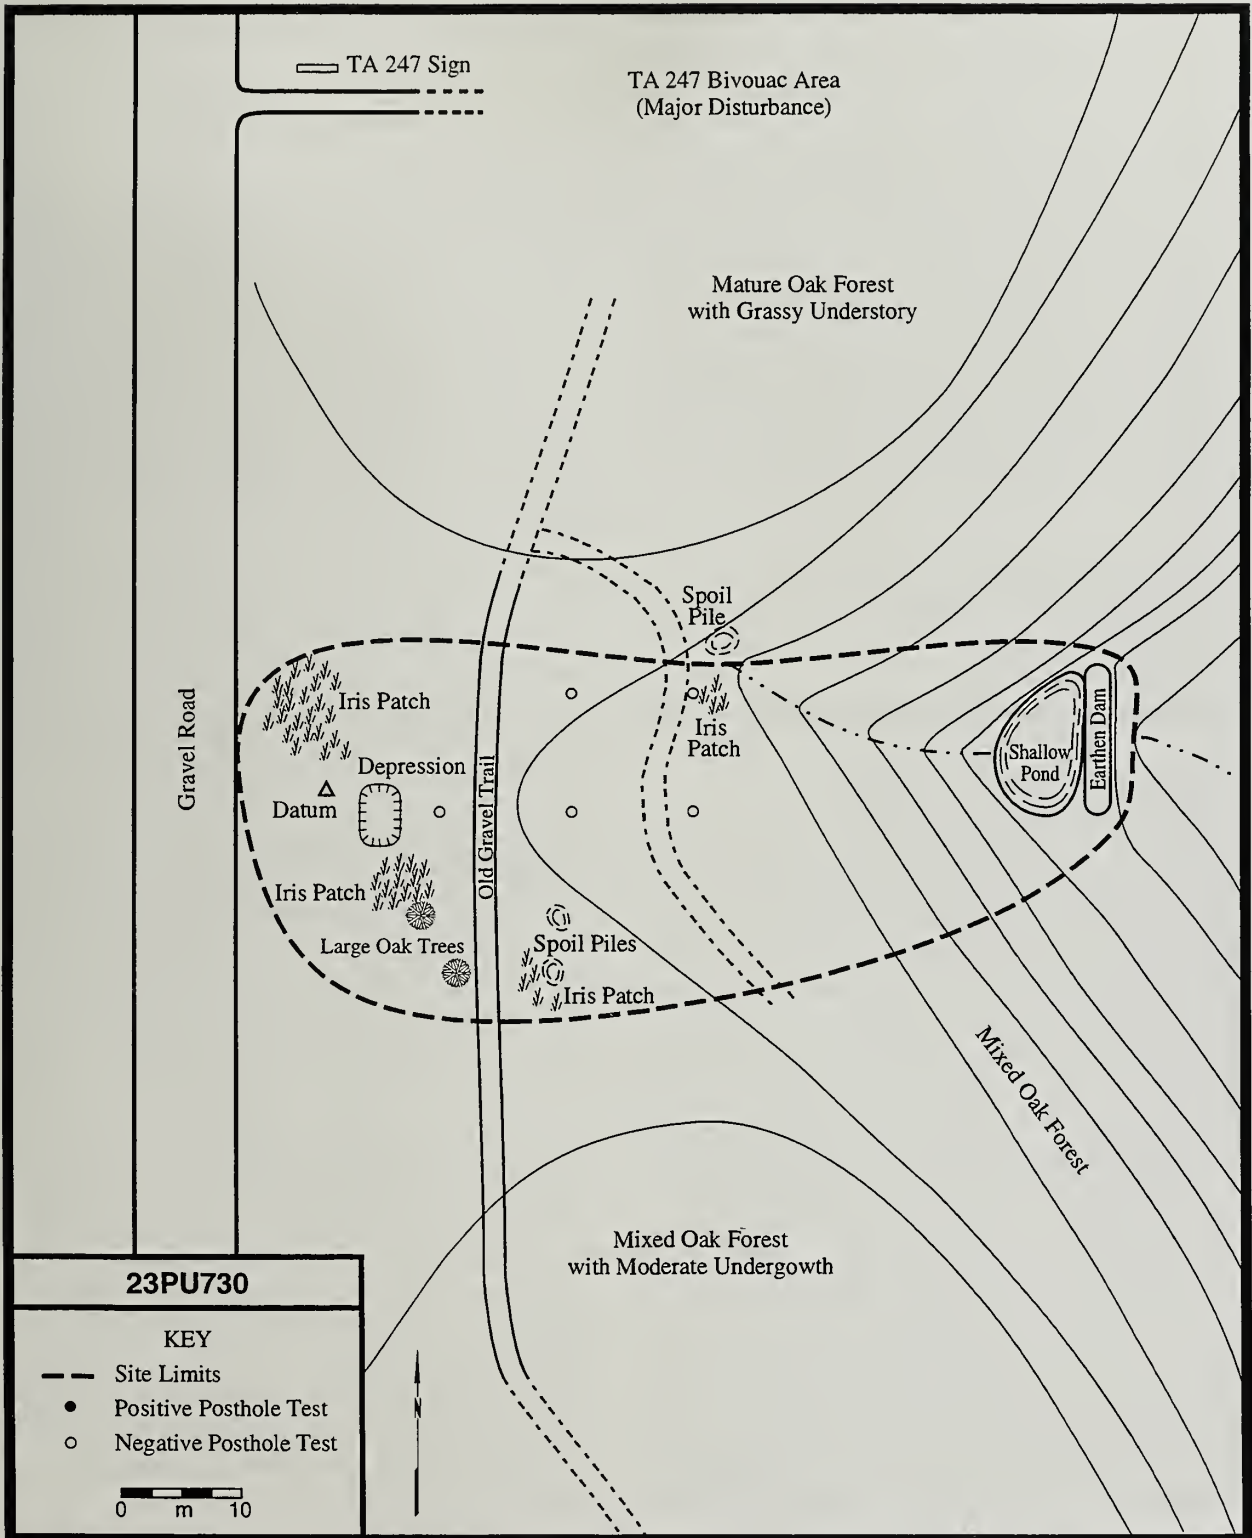 TA 247 Sign
TA 247 Bivouac Area
(Major Disturbance)
Mature Oak Forest
with Grassy Understory
Spoil
Pile
Iris Patch
Iris
Patch
Gravel Road
Depression
Datum
Old Gravel Trail
Shallow
Pond
Earthen Dam
Iris Patch
Large Oak Trees
Spoil Piles
Iris Patch
Mixed Oak Forest
Mixed Oak Forest
with Moderate Undergowth
23PU730
KEY
Site Limits
Positive Posthole Test
Negative Posthole Test
0 m 10
N